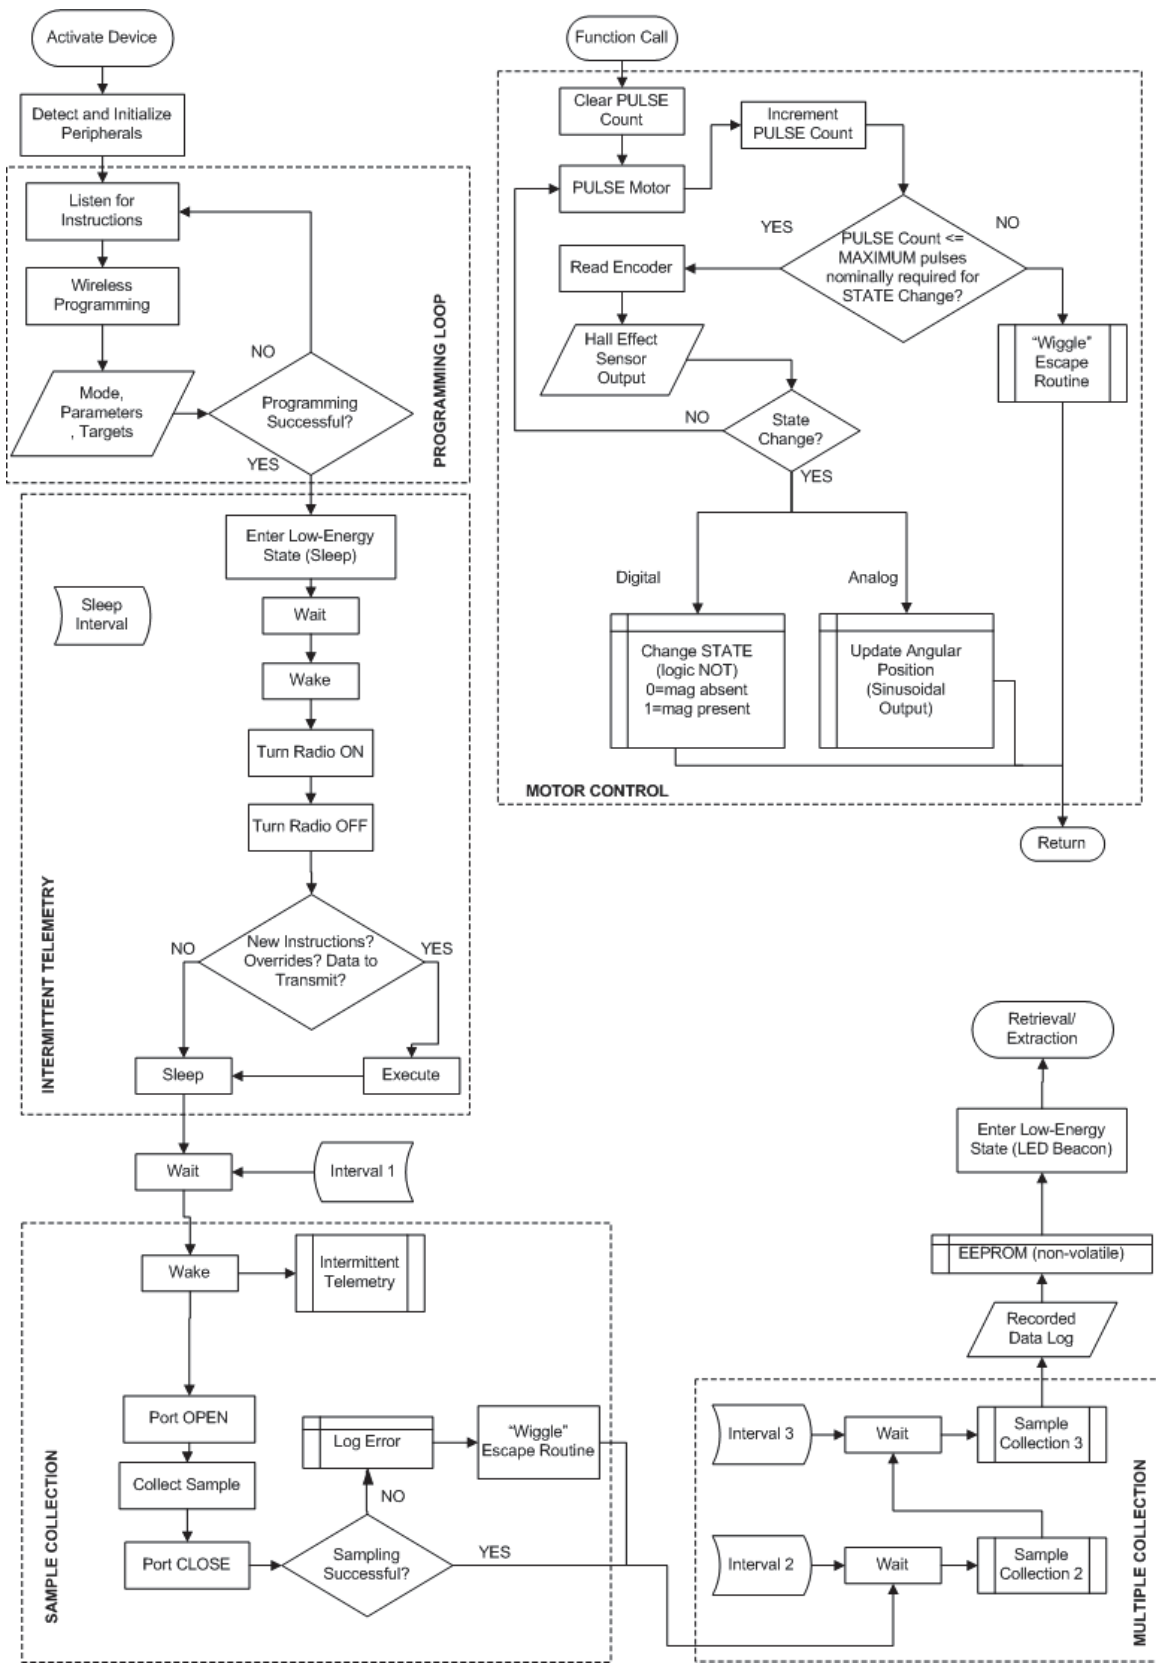 Activate Device
Detect and Initialize
Peripherals
Listen for
Instructions
Wireless
Programming
Mode,
Parameters
, Targets
NO
Programming
Successful?
YES
PROGRAMMING LOOP
Enter Low-Energy
State (Sleep)
Sleep
Interval
Wait
Wake
Turn Radio ON
Turn Radio OFF
NO
New Instructions?
Overrides? Data to
Transmit?
YES
Sleep
Execute
INTERMITTENT TELEMETRY
Wait
Interval 1
Wake
Intermittent
Telemetry
Port OPEN
Collect Sample
Port CLOSE
Log Error
"Wiggle"
Escape Routine
NO
Sampling
Successful?
YES
SAMPLE COLLECTION
Function Call
Clear PULSE
Count
Increment
PULSE Count
PULSE Motor
YES
NO
PULSE Count <=
MAXIMUM pulses
nominally required for
STATE Change?
Read Encoder
Hall Effect
Sensor
Output
"Wiggle"
Escape
Routine
NO
State
Change?
YES
Digital
Analog
Change STATE
(logic NOT)
0=mag absent
1=mag present
Update Angular
Position
(Sinusoidal
Output)
MOTOR CONTROL
Return
Retrieval/
Extraction
Enter Low-Energy
State (LED Beacon)
EEPROM (non-volatile)
Recorded
Data Log
Interval 3
Wait
Sample
Collection 3
Interval 2
Wait
Sample
Collection 2
MULTIPLE COLLECTION